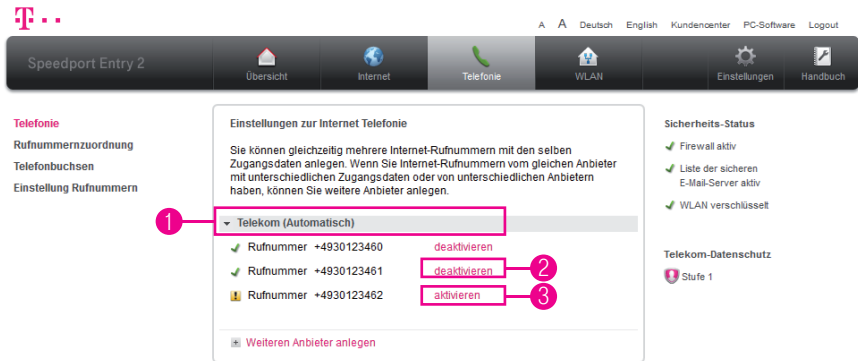 T
A A Deutsch English Kundencenter PC-Software Logout
Speedport Entry 2
Übersicht Internet Telefonie WLAN Einstellungen Handbuch
Telefonie
Rufnummernzuordnung
Telefonbuchsen
Einstellung Rufnummern
Einstellungen zur Internet Telefonie
Sie können gleichzeitig mehrere Internet-Rufnummern mit den selben
Zugangsdaten anlegen. Wenn Sie Internet-Rufnummern vom gleichen Anbieter
mit unterschiedlichen Zugangsdaten oder von unterschiedlichen Anbietern
haben, können Sie weitere Anbieter anlegen.
1 Telekom (Automatisch)
Rufnummer +4930123460 deaktivieren
Rufnummer +4930123461 deaktivieren 2
Rufnummer +4930123462 aktivieren 3
Weiteren Anbieter anlegen
Sicherheits-Status
Firewall aktiv
Liste der sicheren
E-Mail-Server aktiv
WLAN verschlüsselt
Telekom-Datenschutz
Stufe 1